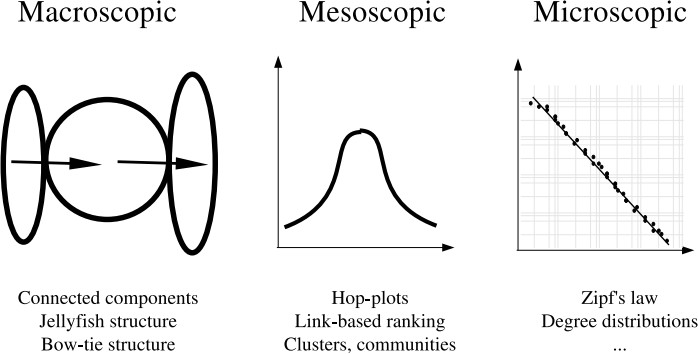 Macroscopic
Mesoscopic
Microscopic
Connected components
Jellyfish structure
Bow-tie structure
Hop-plots
Link-based ranking
Clusters, communities
Zipf's law
Degree distributions
...